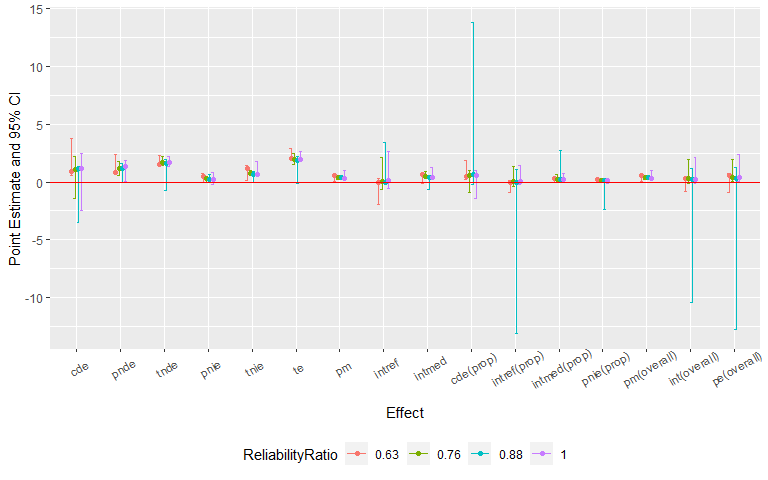 Point Estimate and 95% CI
15
10
5
0
-5
-10
cde
pnde
tnde
pnie
tnie
te
pm
intref
intmed
cde(prop)
intref(prop)
intmed(prop)
pnie(prop)
pm(overall)
int(overall)
pe(overall)
Effect
ReliabilityRatio 0.63 0.76 0.88 1